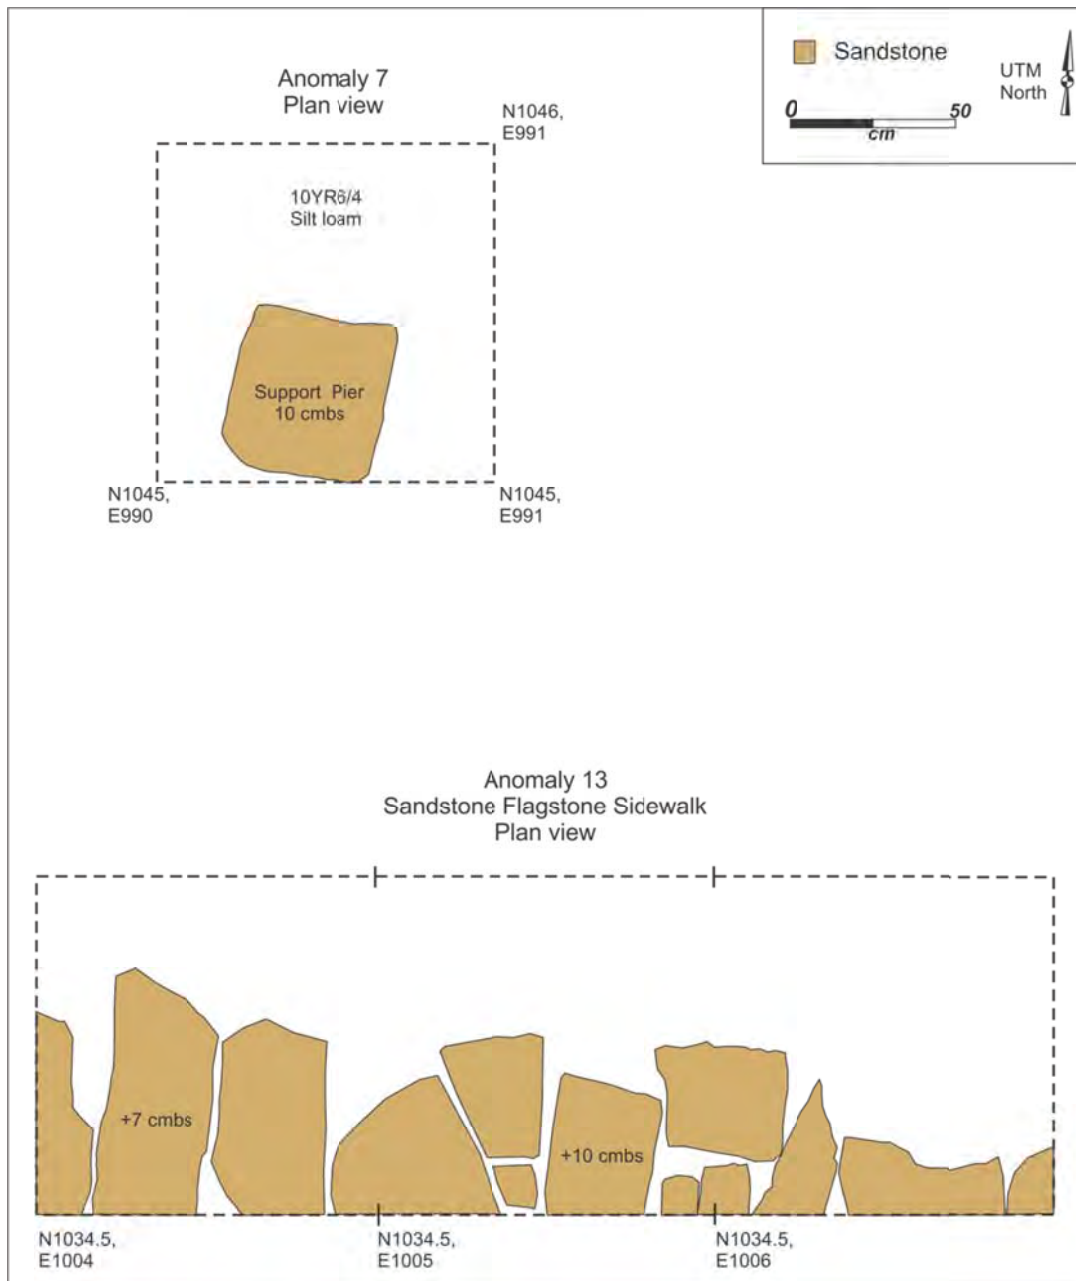 Sandstone
UTM
North
0 50
cm
Anomaly 7
Plan view
N1046,
E991
10YR6/4
Silt loam
Support Pier
10 cmbs
N1045,
E990
N1045,
E991
Anomaly 13
Sandstone Flagstone Sidewalk
Plan view
+7 cmbs
+10 cmbs
N1034.5,
E1004
N1034.5,
E1005
N1034.5,
E1006